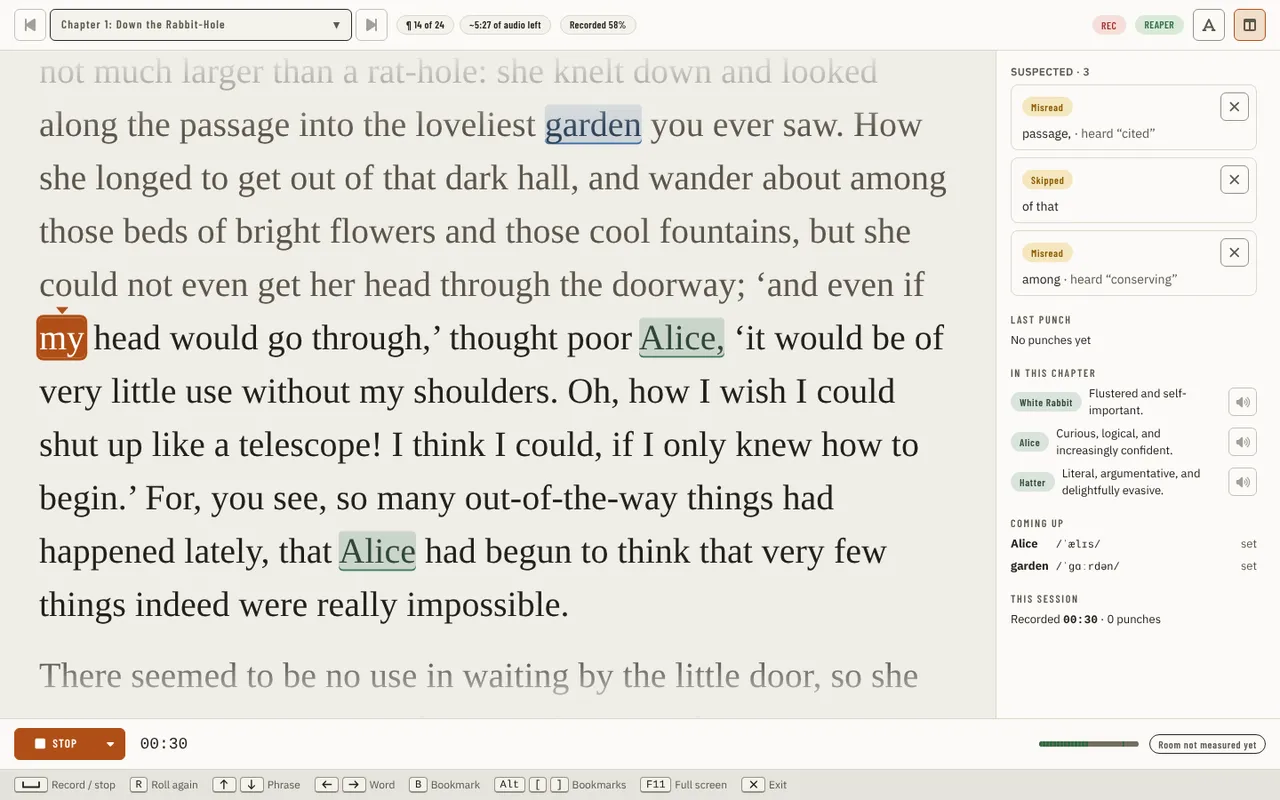 Chapter 1: Down the Rabbit-Hole
¶ 14 of 24
~5:27 of audio left
Recorded 58%
REC
REAPER
A
not much larger than a rat-hole: she knelt down and looked
along the passage into the loveliest garden you ever saw. How
she longed to get out of that dark hall, and wander about among
those beds of bright flowers and those cool fountains, but she
could not even get her head through the doorway; ‘and even if
my head would go through,’ thought poor Alice, ‘it would be of
very little use without my shoulders. Oh, how I wish I could
shut up like a telescope! I think I could, if I only knew how to
begin.’ For, you see, so many out-of-the-way things had
happened lately, that Alice had begun to think that very few
things indeed were really impossible.
There seemed to be no use in waiting by the little door, so she
SUSPECTED · 3
Misread
passage, · heard “cited”
Skipped
of that
Misread
among · heard “conserving”
LAST PUNCH
No punches yet
IN THIS CHAPTER
White Rabbit Flustered and self-
important.
Alice Curious, logical, and
increasingly confident.
Hatter Literal, argumentative, and
delightfully evasive.
COMING UP
Alice /ˈælɪs/ set
garden /ˈɡɑːrdən/ set
THIS SESSION
Recorded 00:30 · 0 punches
STOP
00:30
Room not measured yet
Record / stop
R Roll again
↑ ↓ Phrase
← → Word
B Bookmark
Alt [ ] Bookmarks
F11 Full screen
✕ Exit